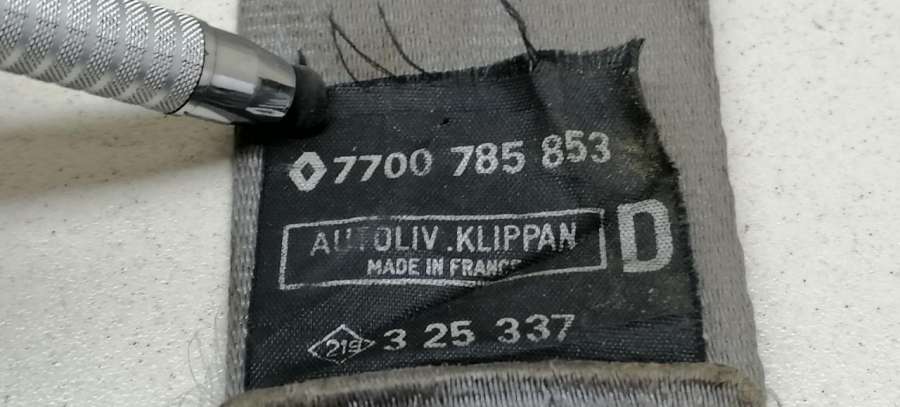 7700 785 853
AUTOLIV.KLIPPAN
MADE IN FRANCE
D
219 3 25 337